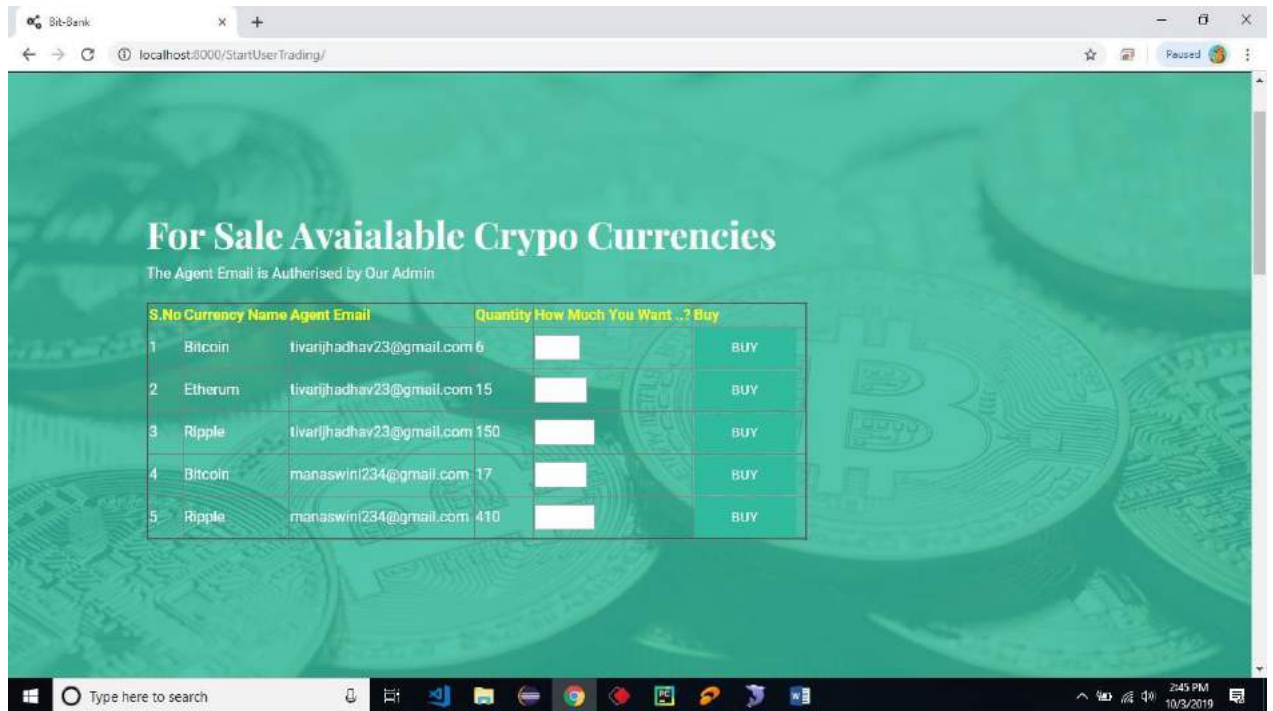 Bit-Bank
localhost:8000/StartUserTrading/
Paused
For Sale Avaialable Crypo Currencies
The Agent Email is Autherised by Our Admin
S.No Currency Name Agent Email Quantity How Much You Want ..? Buy
1 Bitcoin tivarijhadhav23@gmail.com 6 BUY
2 Etherum tivarijhadhav23@gmail.com 15 BUY
3 Ripple tivarijhadhav23@gmail.com 150 BUY
4 Bitcoin manaswini234@gmail.com 17 BUY
5 Ripple manaswini234@gmail.com 410 BUY
Type here to search
2:45 PM
10/3/2019